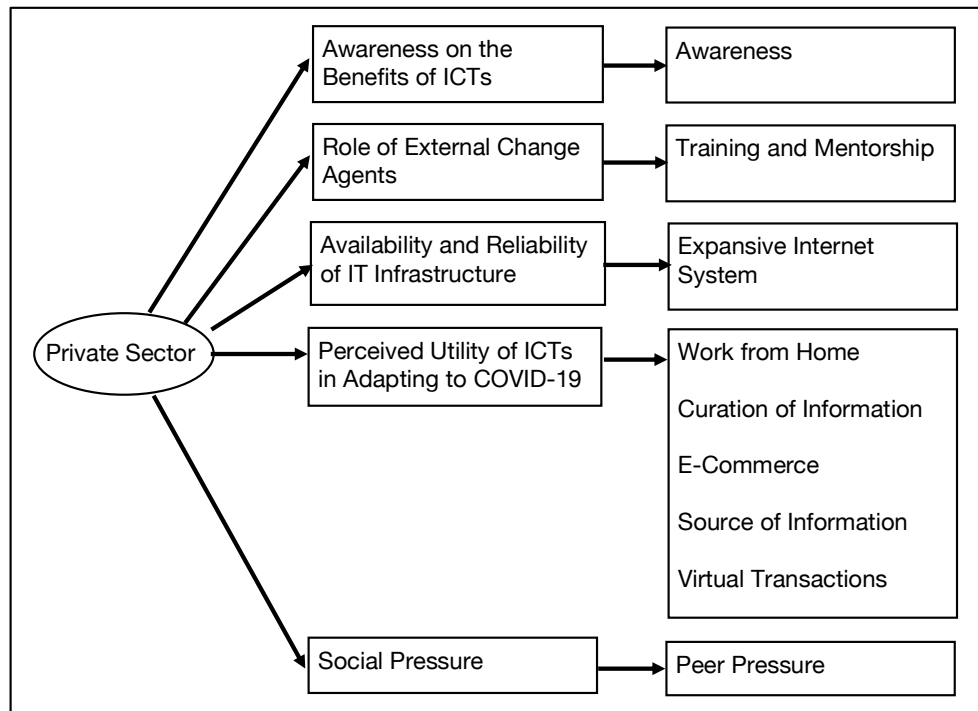 Awareness on the
Benefits of ICTs
Awareness
Role of External Change
Agents
Training and Mentorship
Availability and Reliability
of IT Infrastructure
Expansive Internet
System
Private Sector
Perceived Utility of ICTs
in Adapting to COVID-19
Work from Home
Curation of Information
E-Commerce
Source of Information
Virtual Transactions
Social Pressure
Peer Pressure